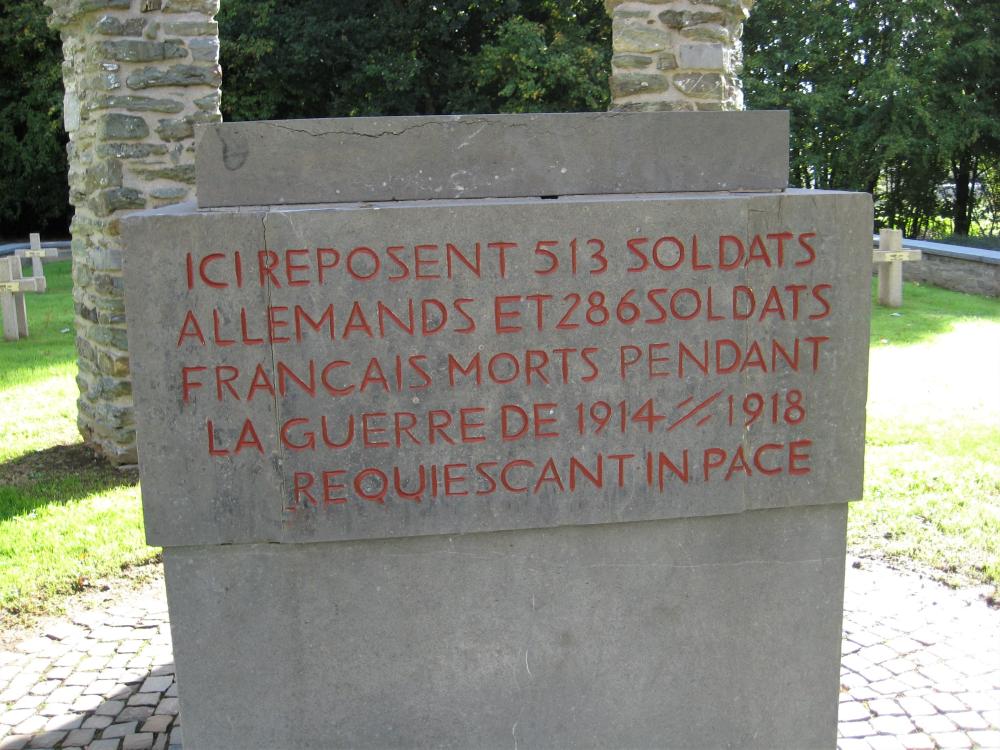 ICI REPOSENT 513 SOLDATS
ALLEMANDS ET 286 SOLDATS
FRANCAIS MORTS PENDANT
LA GUERRE DE 1914 // 1918
REQUIESCANT IN PACE